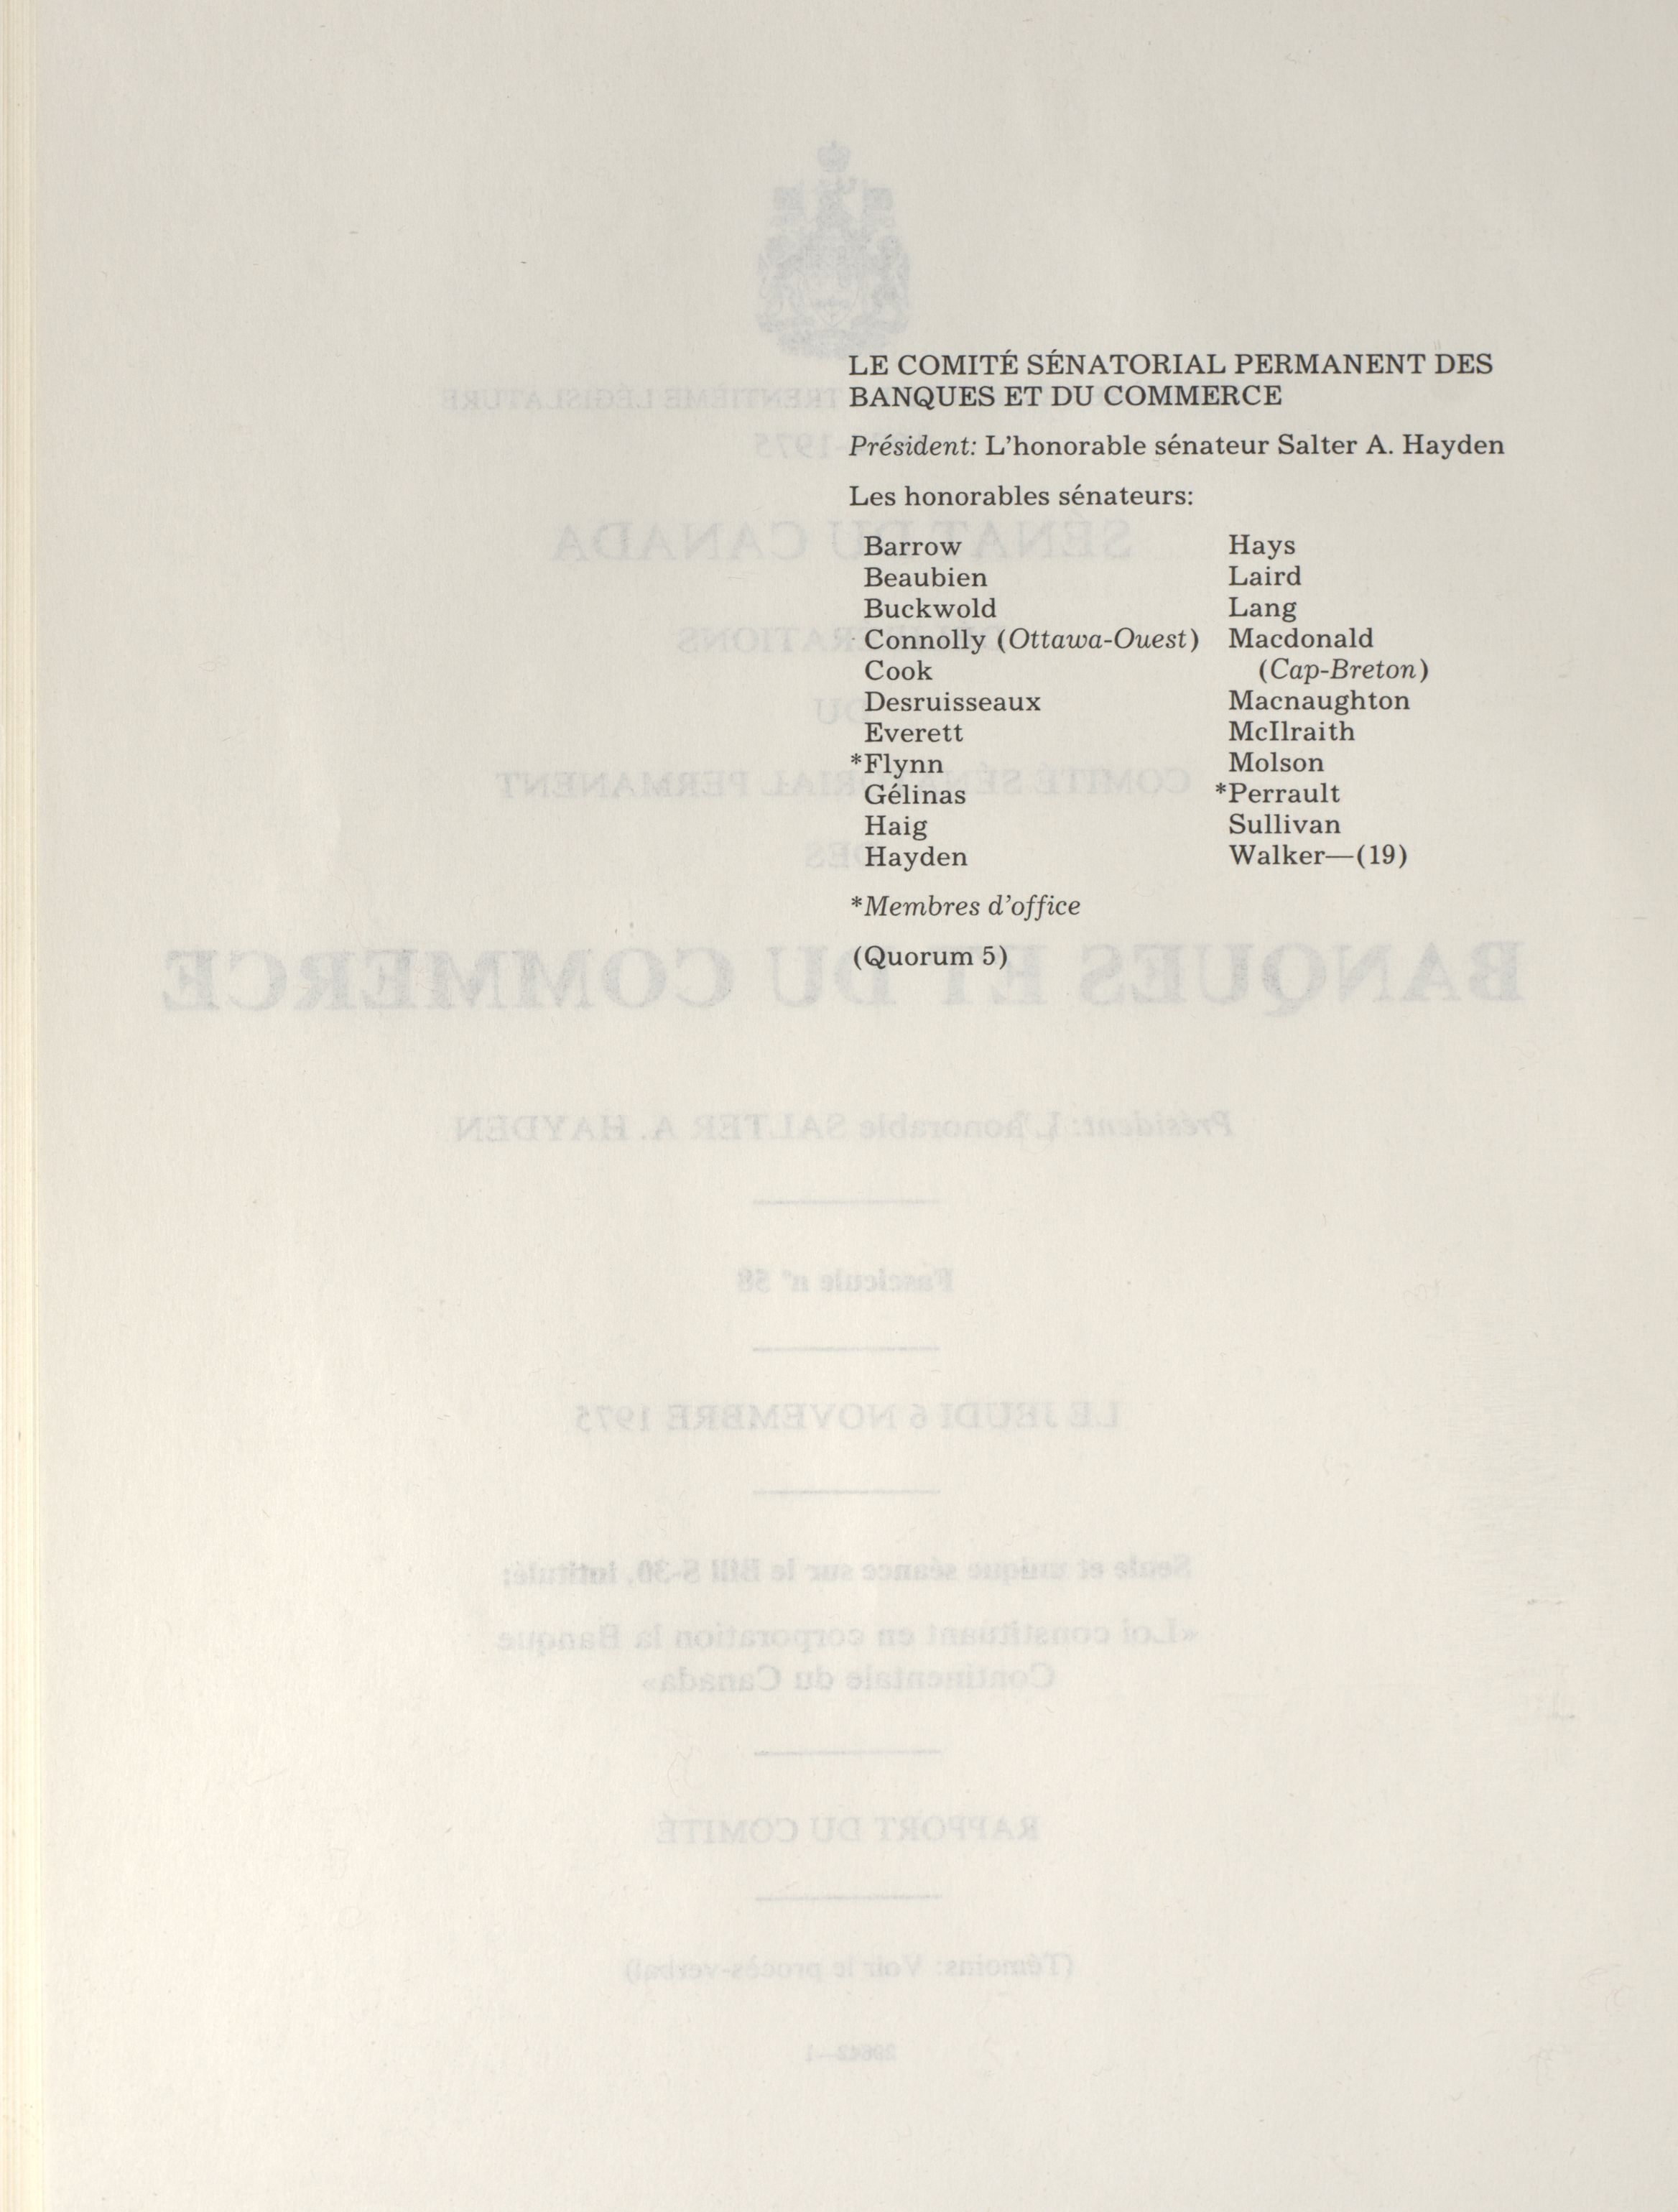 LE COMITÉ SÉNATORIAL PERMANENT DES
BANQUES ET DU COMMERCE
Président: L'honorable sénateur Salter A. Hayden
Les honorables sénateurs:
Barrow
Beaubien
Buckwold
Connolly (Ottawa-Ouest)
Cook
Desruisseaux
Everett
*Flynn
Gélinas
Haig
Hayden
Hays
Laird
Lang
Macdonald
(Cap-Breton)
Macnaughton
McIlraith
Molson
*Perrault
Sullivan
Walker—(19)
*Membres d'office
(Quorum 5)